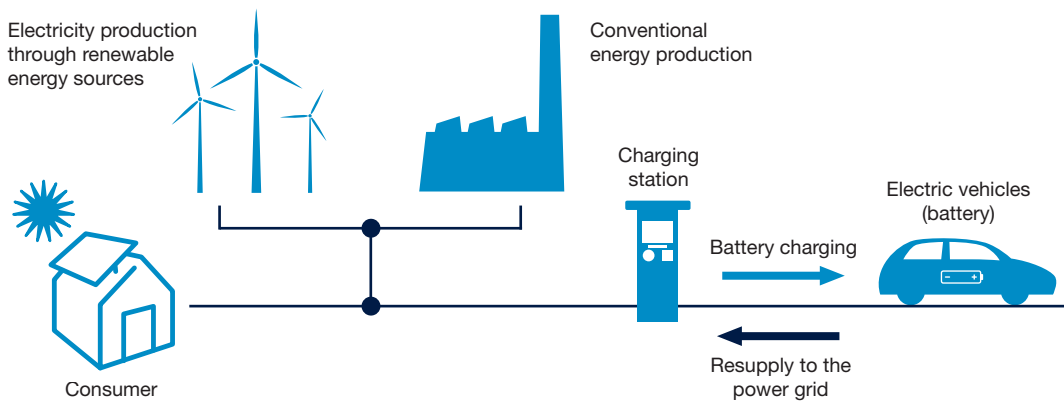 Electricity production
through renewable
energy sources
Conventional
energy production
Charging
station
Electric vehicles
(battery)
Battery charging
Resupply to the
power grid
Consumer